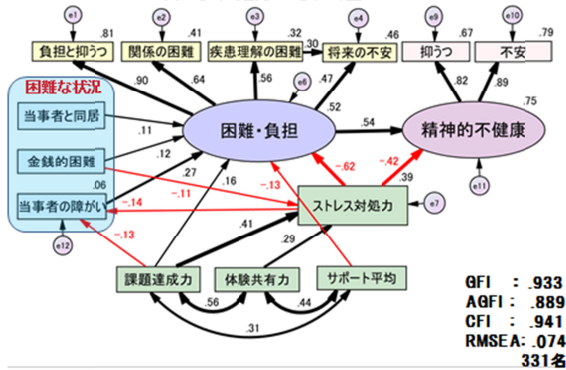 e1
e2
e3
e4
e9
e10
.81
.41
.32
.46
.67
.79
負担と抑うつ
関係の困難
疾患理解の困難
.30
将来の不安
抑うつ
不安
困難な状況
.90
.64
.56
.47
e6
.52
.82
.89
.75
当事者と同居
.11
困難・負担
.54
精神的不健康
金銭的困難
.12
.27
-.62
-.42
.06
.16
-.13
-.11
.39
e11
当事者の障がい
-.14
ストレス対処力
e7
e12
-.13
.41
.29
課題達成力
体験共有力
サポート平均
.56
.44
.31
GFI : .933
AGFI : .889
CFI : .941
RMSEA: .074
331名